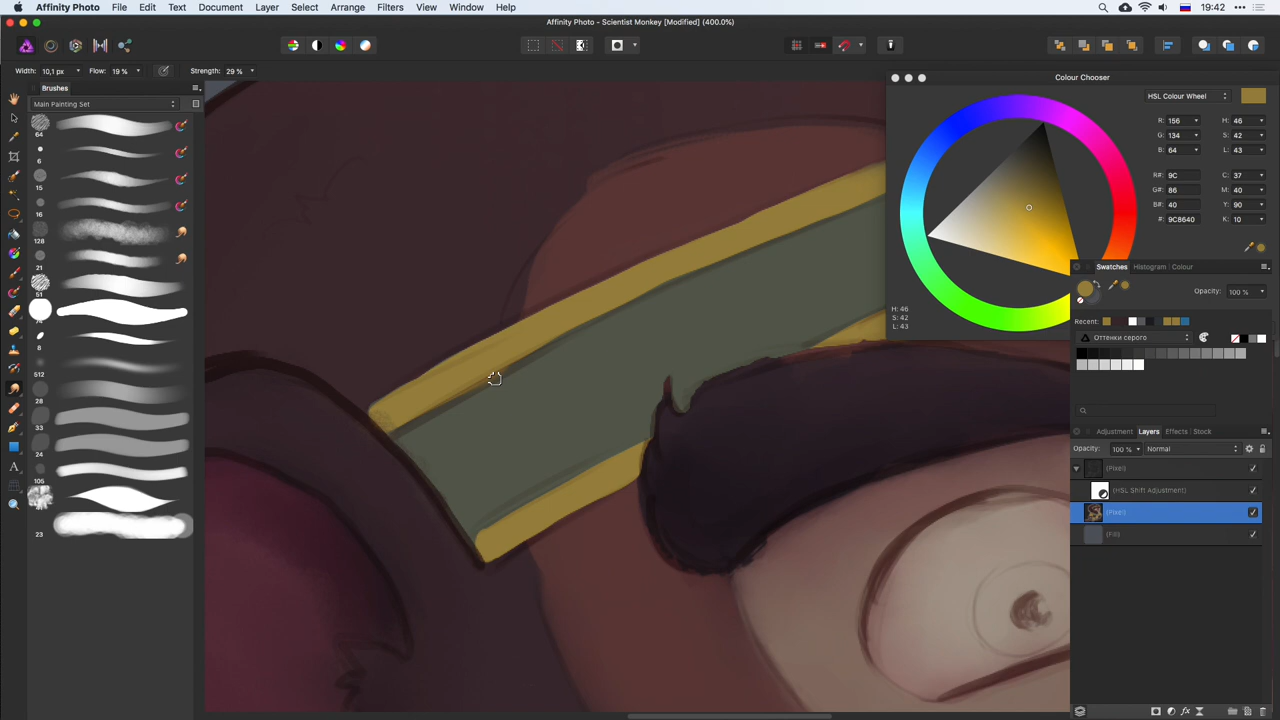 Affinity Photo File Edit Text Document Layer Select Arrange Filters View Window Help 19:42
Affinity Photo - Scientist Monkey [Modified] (400.0%)
Width: 10,1 px Flow: 19 % Strength: 29 %
Brushes
Main Painting Set
64
6
15
16
128
21
51
8
512
33
24
105
23
Colour Chooser
HSL Colour Wheel
R: 156 H: 46
G: 134 S: 42
B: 64 L: 43
R#: 9C C: 37
G#: 86 M: 40
B#: 40 Y: 90
#: 9C8640 K: 10
H: 46
S: 42
L: 43
Swatches Histogram Colour
Opacity: 100 %
Recent:
Оттенки серого
Adjustment Layers Effects Stock
Opacity: 100 % Normal
(Pixel)
(HSL Shift Adjustment)
(Pixel)
(Fill)